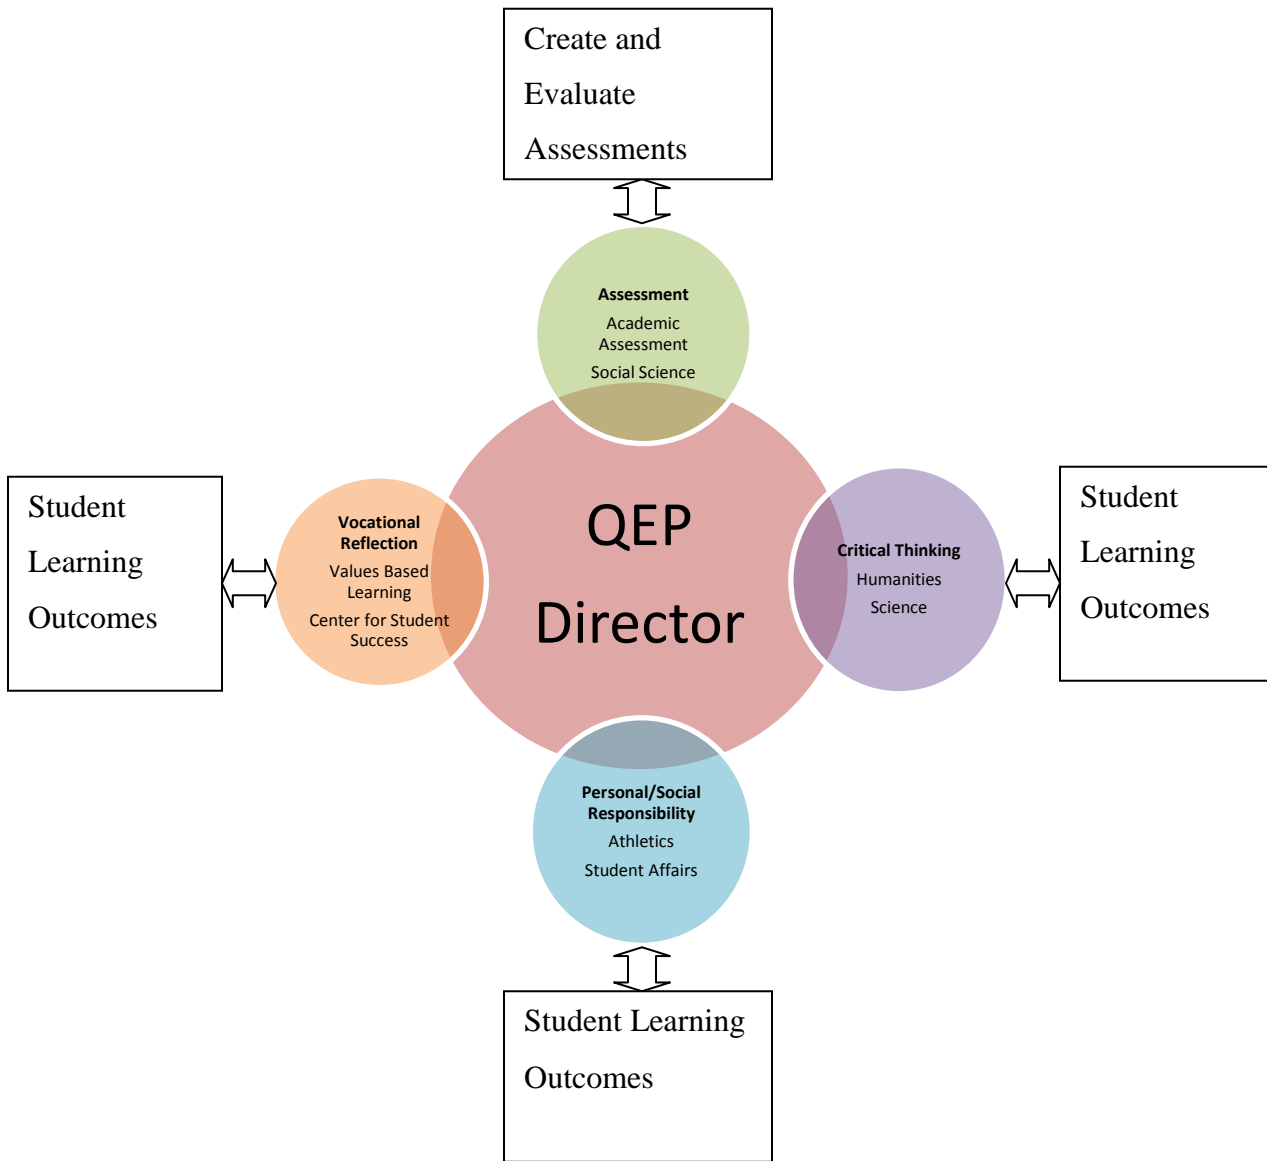 Create and
Evaluate
Assessments
Assessment
Academic
Assessment
Social Science
Student
Learning
Outcomes
Vocational
Reflection
Values Based
Learning
Center for Student
Success
QEP
Director
Critical Thinking
Humanities
Science
Student
Learning
Outcomes
Personal/Social
Responsibility
Athletics
Student Affairs
Student Learning
Outcomes